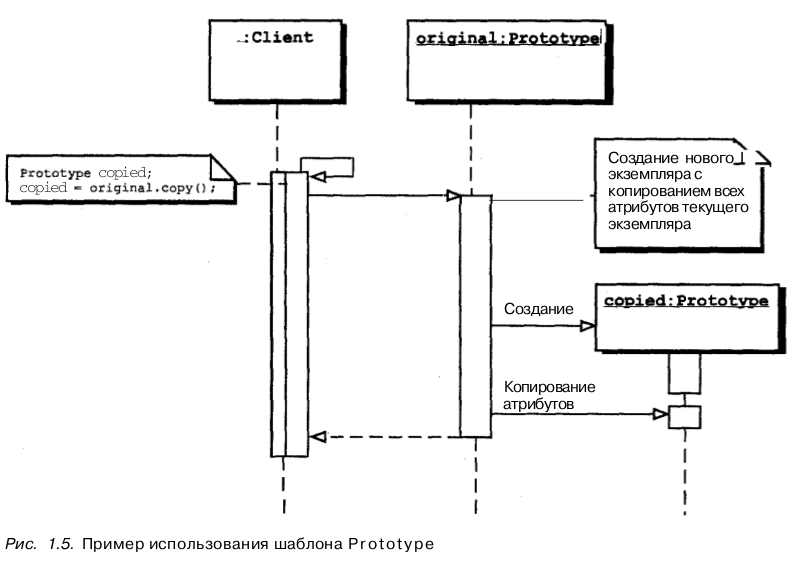 :Client
original:Prototype
Prototype copied;
copied = original.copy();
Создание нового
экземпляра с
копированием всех
атрибутов текущего
экземпляра
copied:Prototype
Создание
Копирование
атрибутов
Рис. 1.5. Пример использования шаблона Prototype